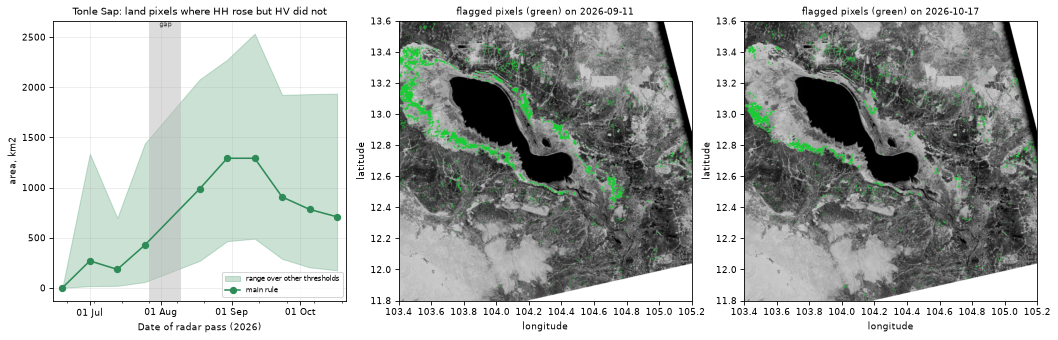 Tonle Sap: land pixels where HH rose but HV did not
gap
2500
2000
1500
1000
500
0
area, km2
01 Jul
01 Aug
01 Sep
01 Oct
Date of radar pass (2026)
range over other thresholds
main rule
flagged pixels (green) on 2026-09-11
13.6
13.4
13.2
13.0
12.8
12.6
12.4
12.2
12.0
11.8
latitude
103.4 103.6 103.8 104.0 104.2 104.4 104.6 104.8 105.0 105.2
longitude
flagged pixels (green) on 2026-10-17
13.6
13.4
13.2
13.0
12.8
12.6
12.4
12.2
12.0
11.8
latitude
103.4 103.6 103.8 104.0 104.2 104.4 104.6 104.8 105.0 105.2
longitude